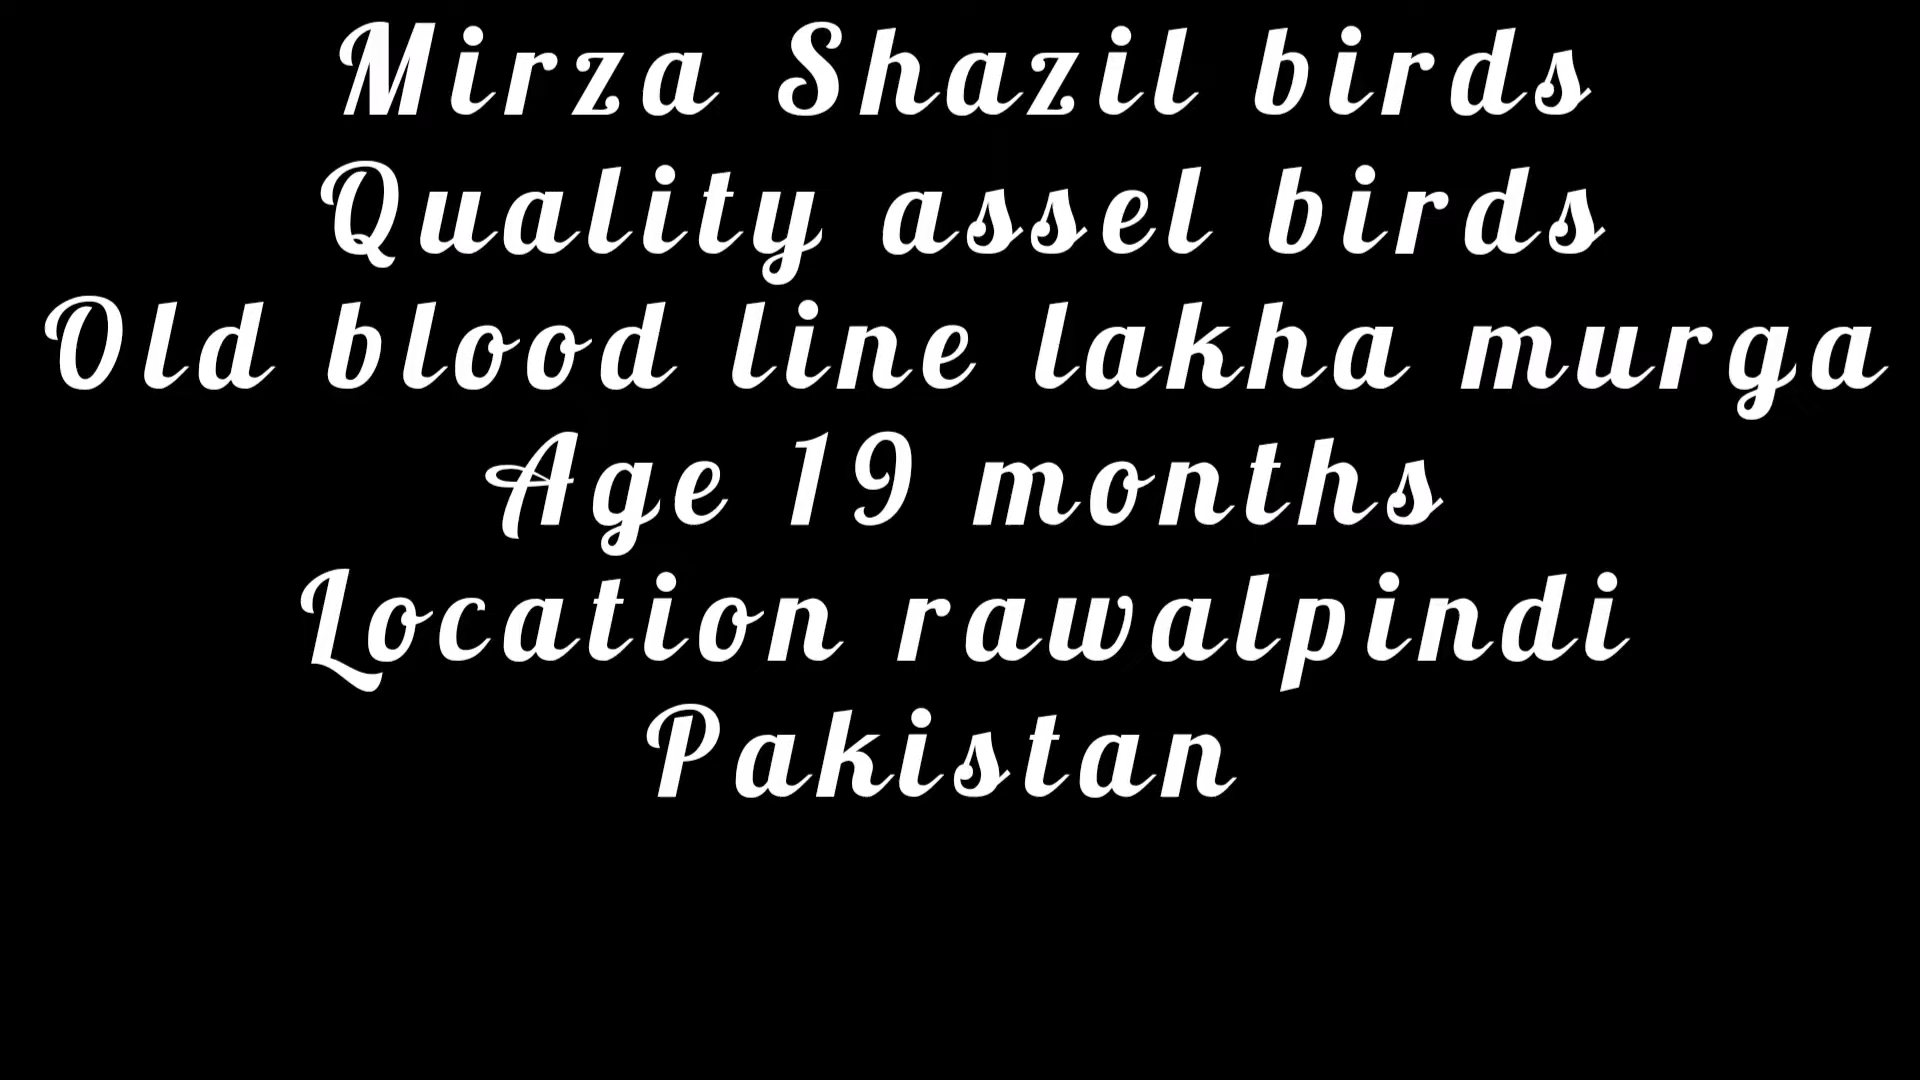 Mirza Shazil birds
Quality assel birds
Old blood line lakha murga
Age 19 months
Location rawalpindi
Pakistan